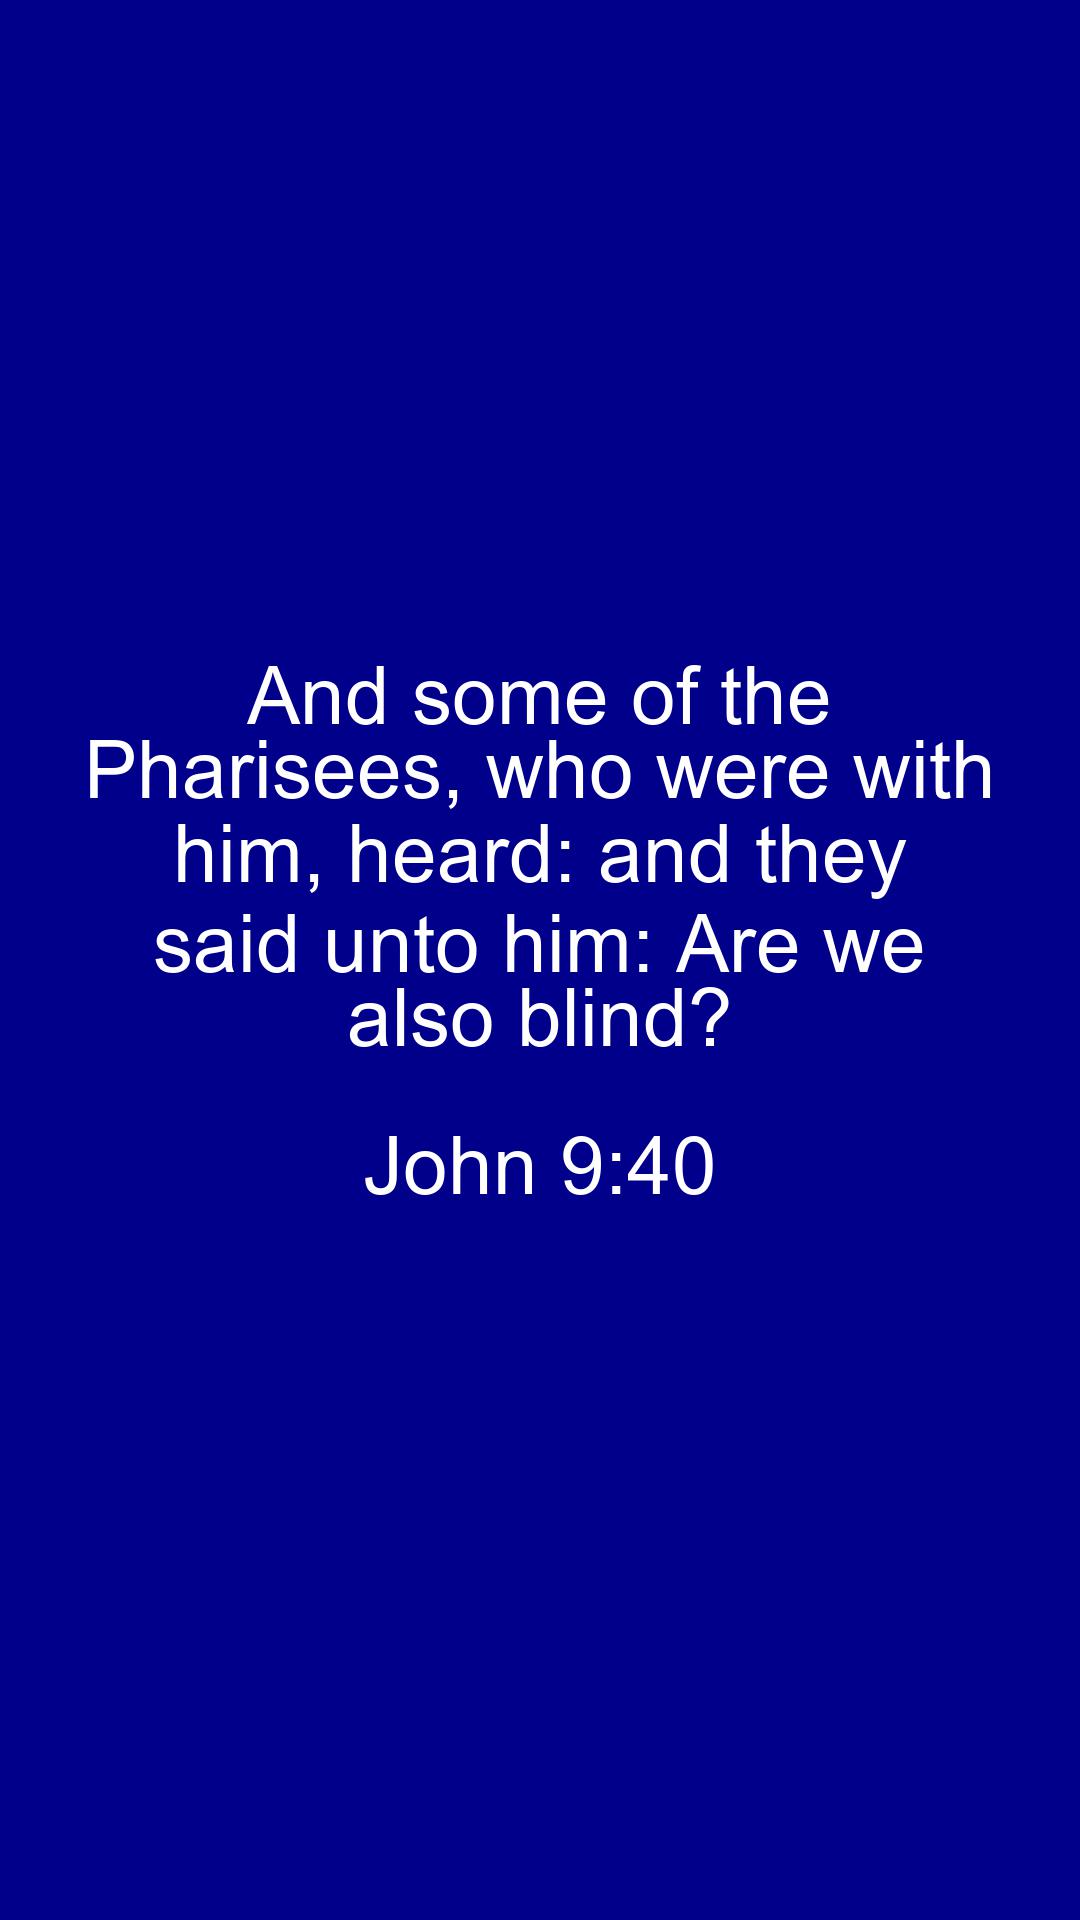 And some of the
Pharisees, who were with
him, heard: and they
said unto him: Are we
also blind?
John 9:40